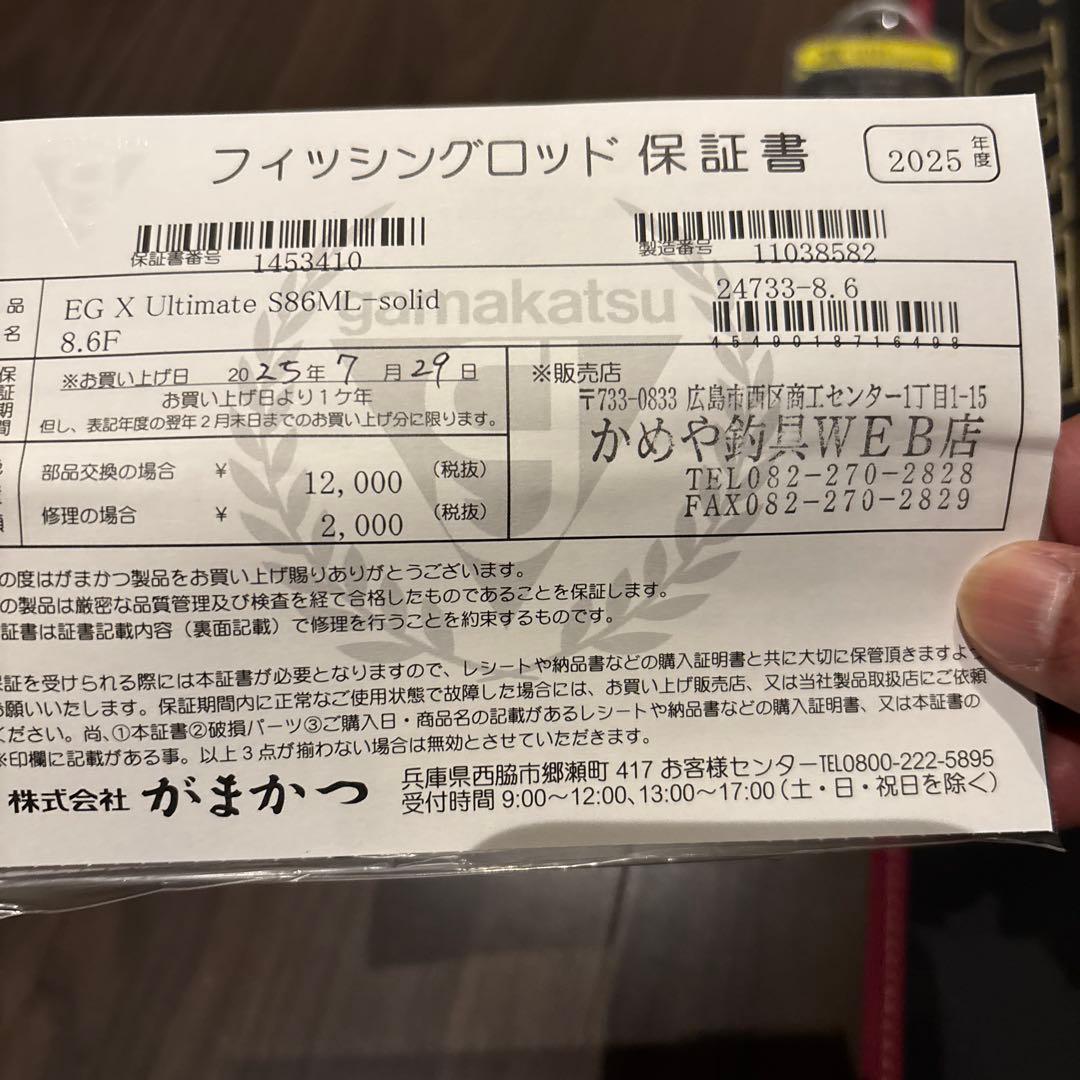 フィッシングロッド 保証書
2025 年度
保証書番号 1453410
製造番号 11038582
品名
EG X Ultimate S86ML-solid
8.6F
24733-8.6
4549018716498
gamakatsu
保証期間
※お買い上げ日 2025年7月29日
お買い上げ日より1ケ年
但し、表記年度の翌年2月末日までのお買い上げ分に限ります。
部品交換の場合 ¥ 12,000 (税抜)
修理の場合 ¥ 2,000 (税抜)
※販売店
〒733-0833 広島市西区商工センター1丁目1-15
かめや釣具WEB店
TEL082-270-2828
FAX082-270-2829
の度はがまかつ製品をお買い上げ賜りありがとうございます。
の製品は厳密な品質管理及び検査を経て合格したものであることを保証します。
証書は証書記載内容（裏面記載）で修理を行うことを約束するものです。
保証を受けられる際には本証書が必要となりますので、レシートや納品書などの購入証明書と共に大切に保管頂きますよ
お願いいたします。保証期間内に正常なご使用状態で故障した場合には、お買い上げ販売店、又は当社製品取扱店にご依頼
ください。尚、①本証書②破損パーツ③ご購入日・商品名の記載があるレシートや納品書などの購入証明書、又は本証書の
※印欄に記載がある事。以上3点が揃わない場合は無効とさせていただきます。
株式会社 がまかつ
兵庫県西脇市郷瀬町 417 お客様センターTEL0800-222-5895
受付時間 9:00～12:00、13:00～17:00（土・日・祝日を除く）